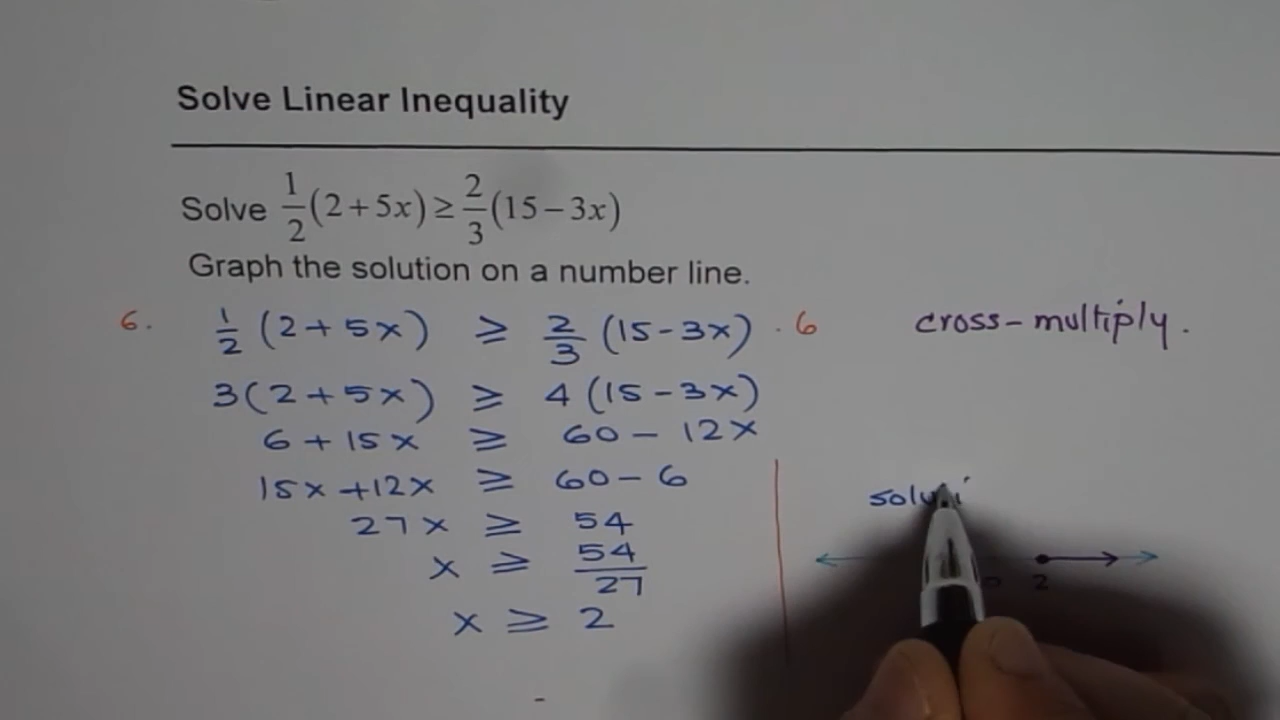 Solve Linear Inequality
Solve 1/2(2+5x)≥2/3(15−3x)
Graph the solution on a number line.
6. 1/2 (2+5x) ≥ 2/3 (15-3x) . 6
cross-multiply.
3(2+5x) ≥ 4(15-3x)
6+15x ≥ 60-12x
15x+12x ≥ 60-6
27x ≥ 54
x ≥ 54/27
x ≥ 2
2